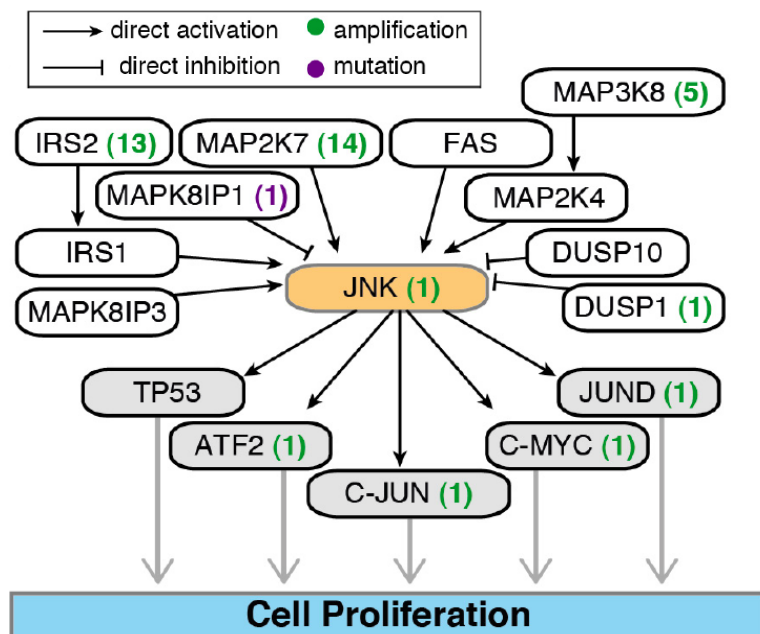 direct activation
amplification
direct inhibition
mutation
MAP3K8 (5)
IRS2 (13)
MAP2K7 (14)
FAS
MAPK8IP1 (1)
MAP2K4
IRS1
DUSP10
JNK (1)
MAPK8IP3
DUSP1 (1)
TP53
JUND (1)
ATF2 (1)
C-MYC (1)
C-JUN (1)
Cell Proliferation